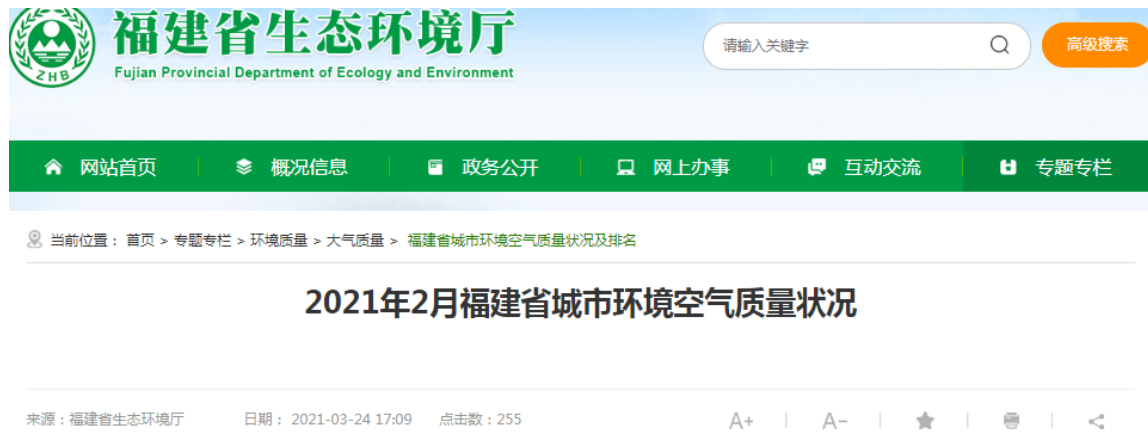 福建省生态环境厅
Fujian Provincial Department of Ecology and Environment
ZHB
请输入关键字
高级搜索
网站首页 概况信息 政务公开 网上办事 互动交流 专题专栏
当前位置： 首页 > 专题专栏 > 环境质量 > 大气质量 > 福建省城市环境空气质量状况及排名
2021年2月福建省城市环境空气质量状况
来源：福建省生态环境厅 日期： 2021-03-24 17:09 点击数：255 A+ A-